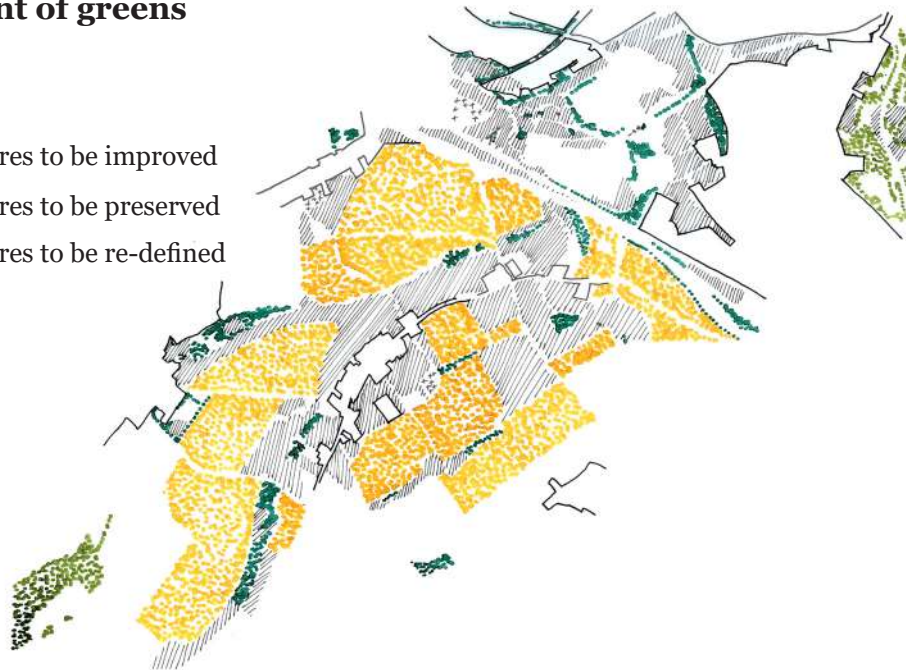 nt of greens
res to be improved
res to be preserved
res to be re-defined